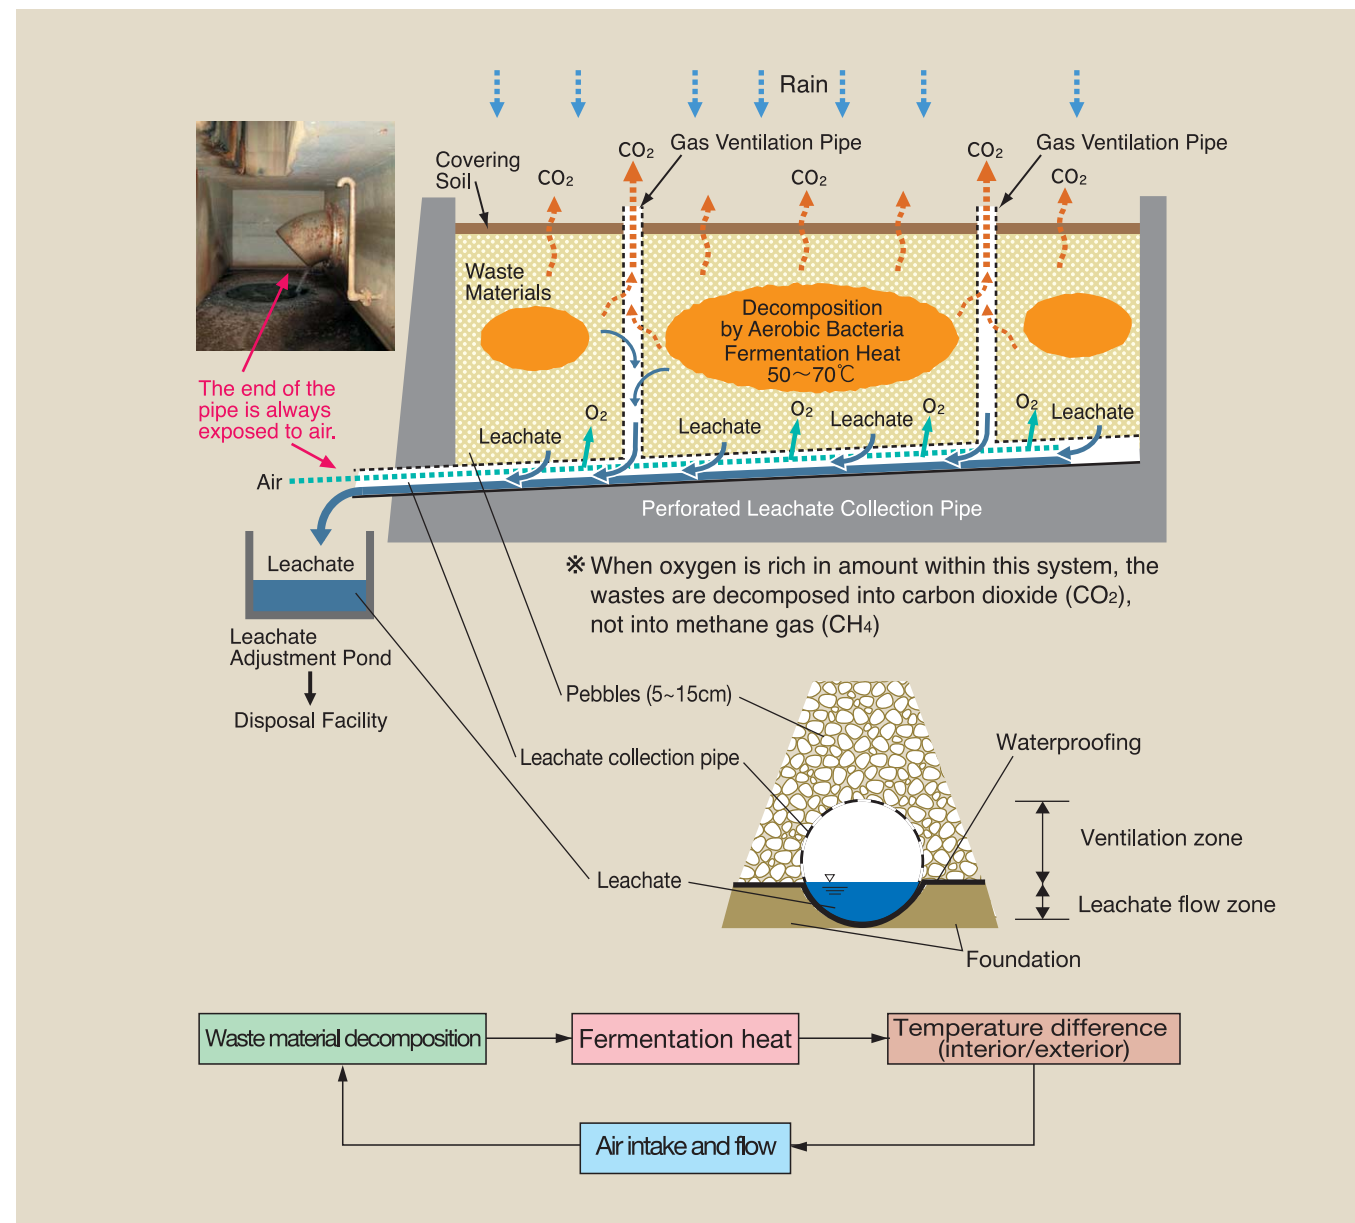 Rain
CO2
Gas Ventilation Pipe
CO2
Gas Ventilation Pipe
Covering
Soil
CO2
CO2
CO2
Waste
Materials
Decomposition
by Aerobic Bacteria
Fermentation Heat
50～70℃
The end of the
pipe is always
exposed to air.
O2
O2
O2
O2
Leachate
Leachate
Leachate
Leachate
Air
Perforated Leachate Collection Pipe
Leachate
※ When oxygen is rich in amount within this system, the
wastes are decomposed into carbon dioxide (CO2),
not into methane gas (CH4)
Leachate
Adjustment Pond
Disposal Facility
Pebbles (5~15cm)
Leachate collection pipe
Waterproofing
Ventilation zone
Leachate
Leachate flow zone
Foundation
Waste material decomposition
Fermentation heat
Temperature difference
(interior/exterior)
Air intake and flow